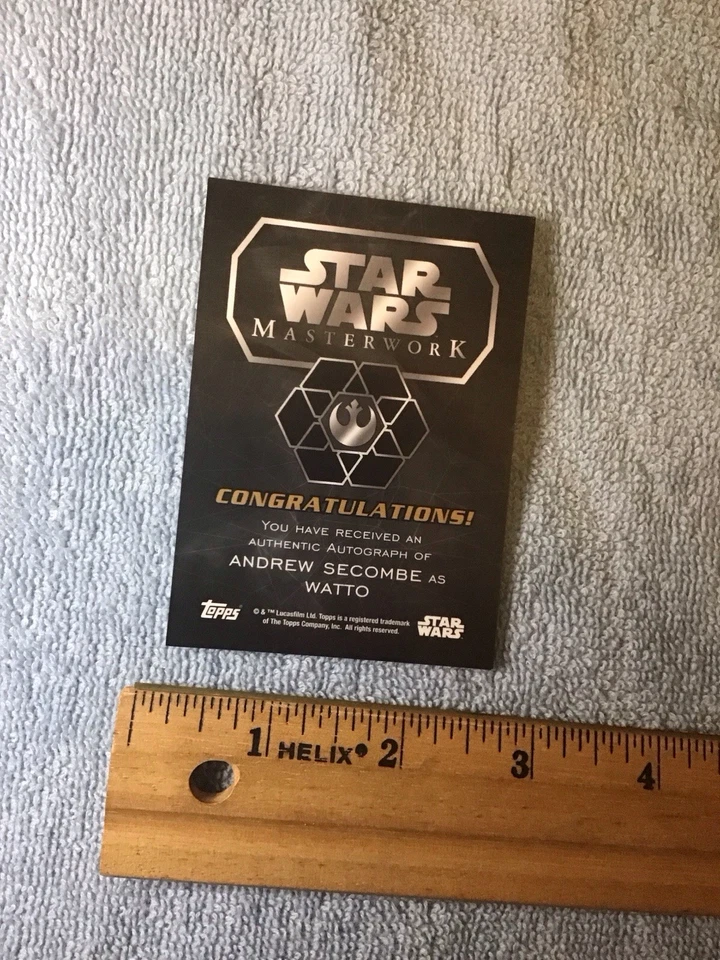 STAR
WARS
MASTERWORK
CONGRATULATIONS!
YOU HAVE RECEIVED AN
AUTHENTIC AUTOGRAPH OF
ANDREW SECOMBE AS
WATTO
Topps
© & ™ Lucasfilm Ltd. Topps is a registered trademark
of The Topps Company, Inc. All rights reserved.
STAR
WARS
1 HELIX 2 3 4